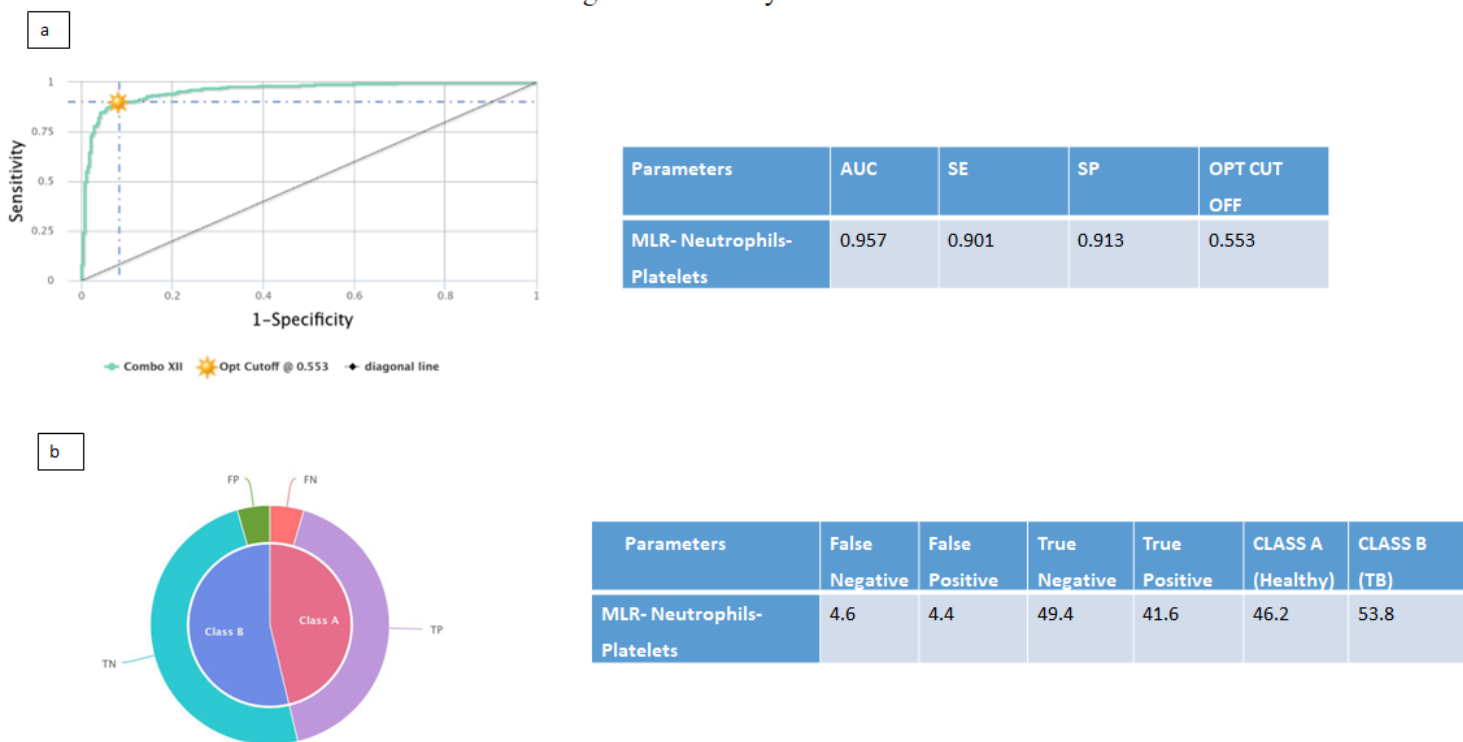 a
1
0.75
0.5
0.25
0
Sensitivity
0 0.2 0.4 0.6 0.8 1
1-Specificity
Combo XII Opt Cutoff @ 0.553 diagonal line
Parameters AUC SE SP OPT CUT
OFF
MLR- Neutrophils- 0.957 0.901 0.913 0.553
Platelets
b
FP FN
Class B Class A
TN TP
Parameters False False True True CLASS A CLASS B
Negative Positive Negative Positive (Healthy) (TB)
MLR- Neutrophils- 4.6 4.4 49.4 41.6 46.2 53.8
Platelets